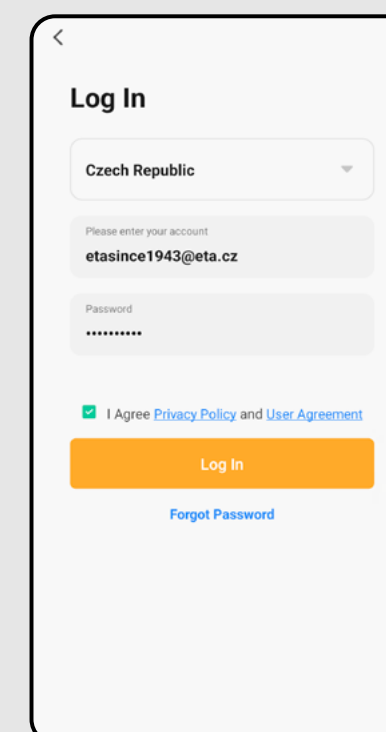 Log In
Czech Republic
Please enter your account
etasince1943@eta.cz
Password
••••••••••
I Agree Privacy Policy and User Agreement
Log In
Forgot Password